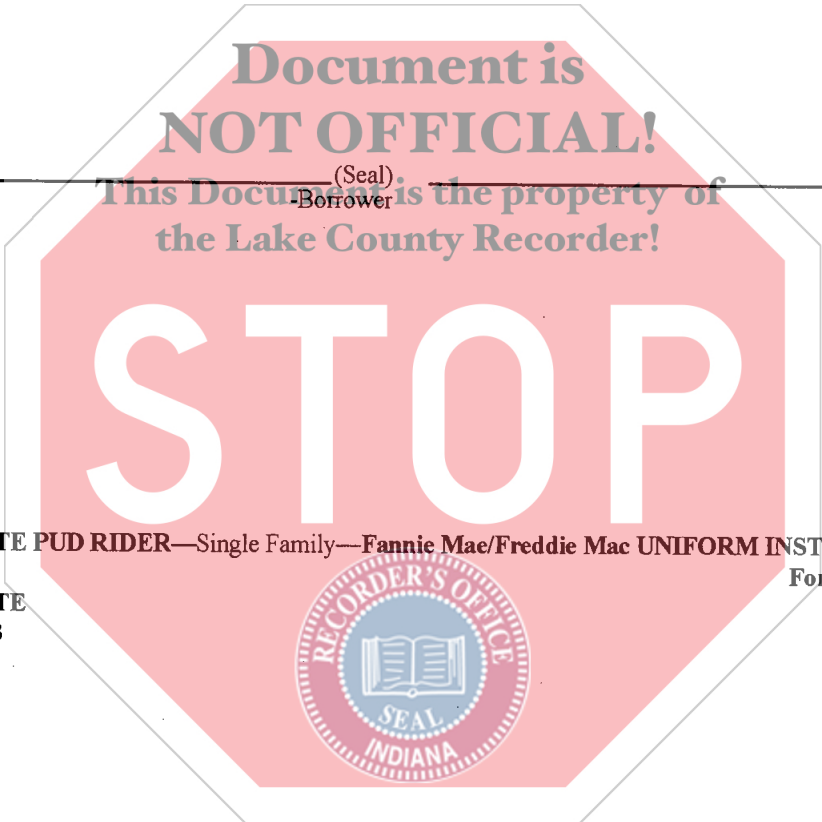 Document is
NOT OFFICIAL!
(Seal)
This Document is the property of
-Borrower
the Lake County Recorder!
STOP
TE PUD RIDER—Single Family—Fannie Mae/Freddie Mac UNIFORM INST
For
TE
RECORDER'S OFFICE
SEAL
INDIANA